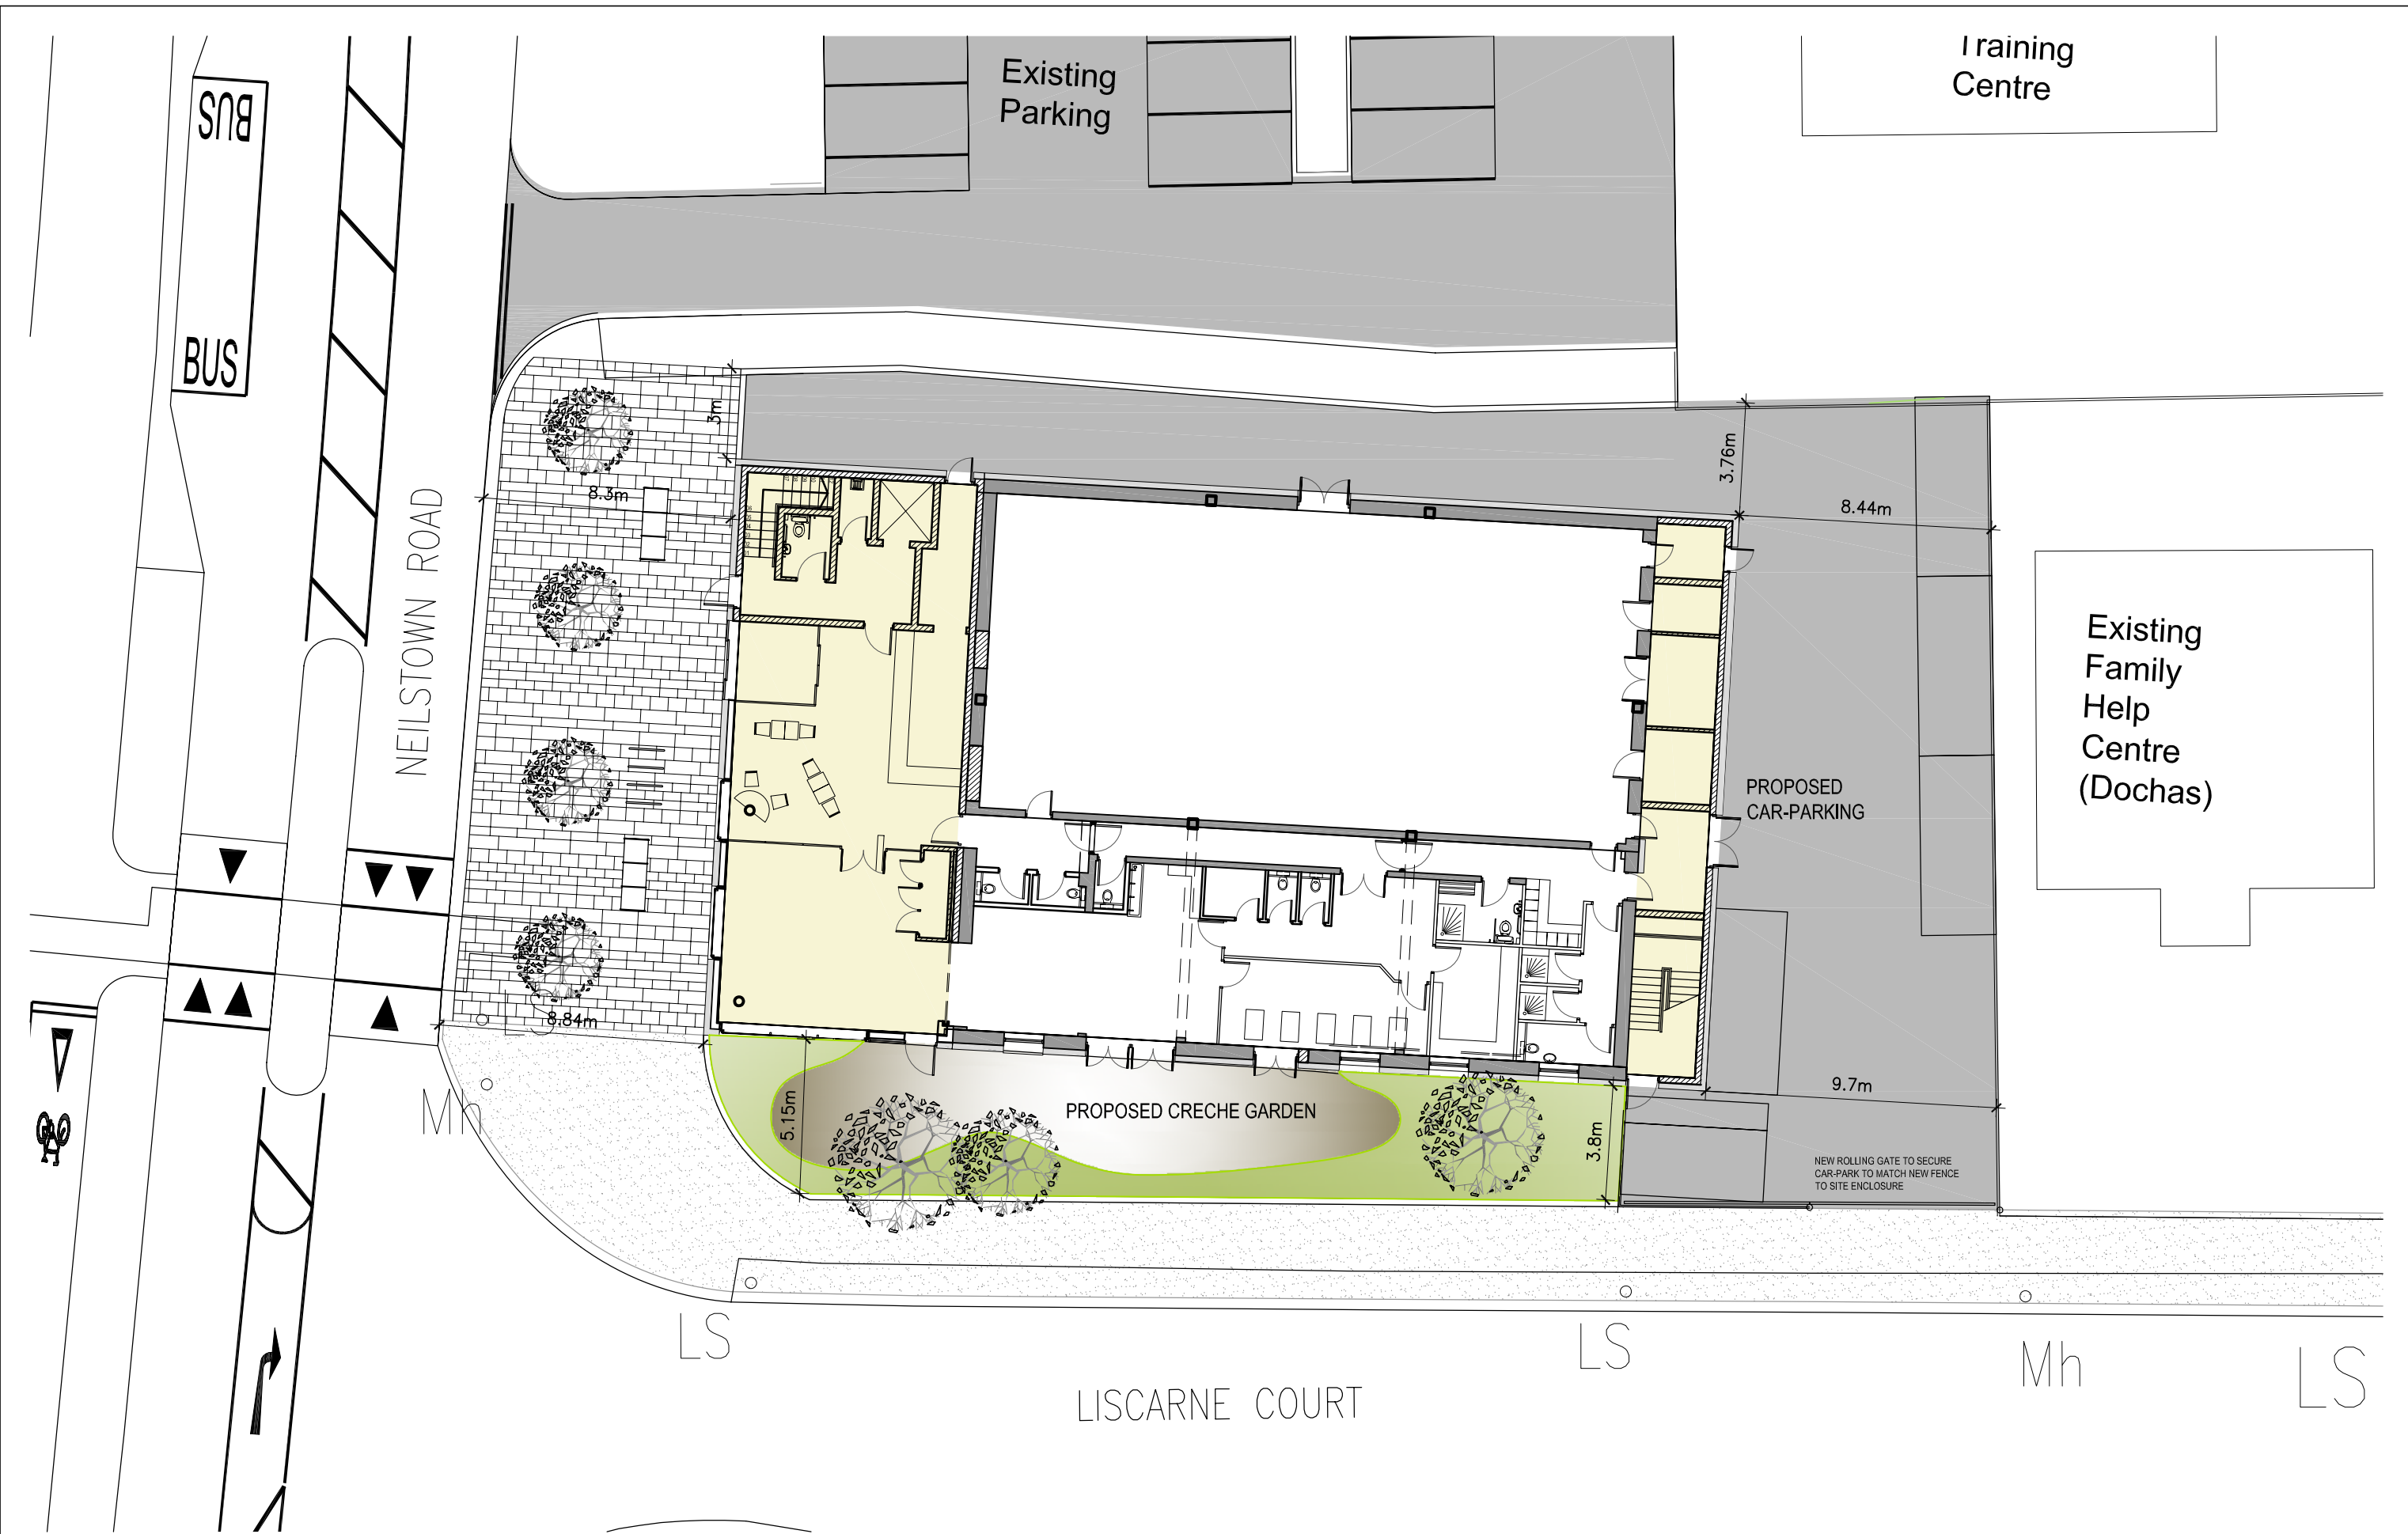 Training
Centre
Existing
Parking
BUS
BUS
3m
3.76m
8.44m
8.3m
NEILSTOWN ROAD
Existing
Family
Help
Centre
(Dochas)
PROPOSED
CAR-PARKING
LS
8.84m
Mh
5.15m
PROPOSED CRECHE GARDEN
3.8m
9.7m
NEW ROLLING GATE TO SECURE
CAR-PARK TO MATCH NEW FENCE
TO SITE ENCLOSURE
LS
LS
Mh
LS
LISCARNE COURT